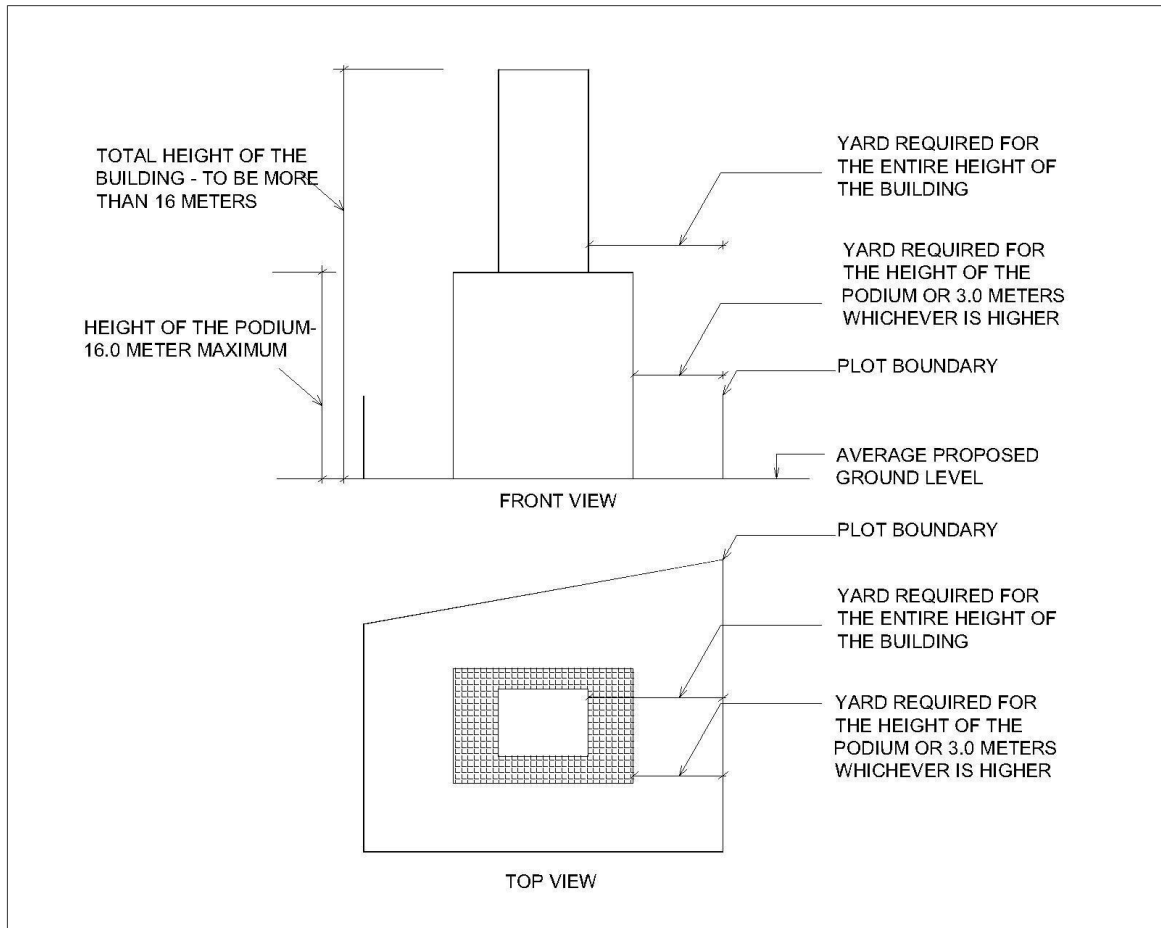 TOTAL HEIGHT OF THE
BUILDING - TO BE MORE
THAN 16 METERS
HEIGHT OF THE PODIUM-
16.0 METER MAXIMUM
YARD REQUIRED FOR
THE ENTIRE HEIGHT OF
THE BUILDING
YARD REQUIRED FOR
THE HEIGHT OF THE
PODIUM OR 3.0 METERS
WHICHEVER IS HIGHER
PLOT BOUNDARY
AVERAGE PROPOSED
GROUND LEVEL
FRONT VIEW
PLOT BOUNDARY
YARD REQUIRED FOR
THE ENTIRE HEIGHT OF
THE BUILDING
YARD REQUIRED FOR
THE HEIGHT OF THE
PODIUM OR 3.0 METERS
WHICHEVER IS HIGHER
TOP VIEW